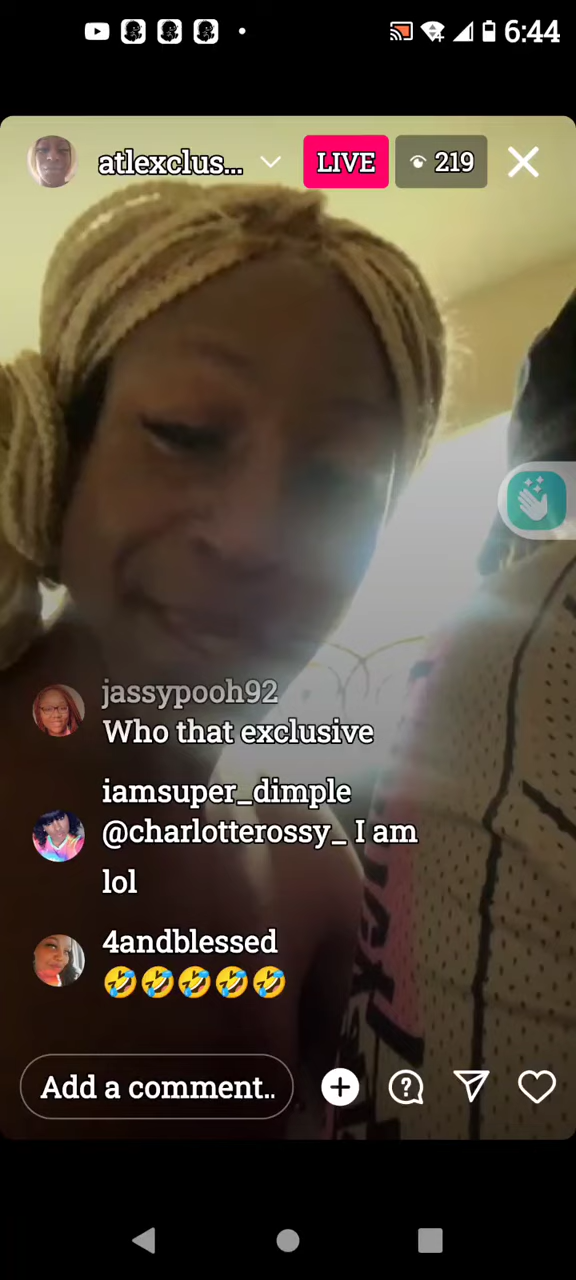 6:44
atlexclus...
LIVE
219
jassypooh92
Who that exclusive
iamsuper_dimple
@charlotterossy_ I am
lol
4andblessed
🤣🤣🤣🤣🤣
Add a comment..